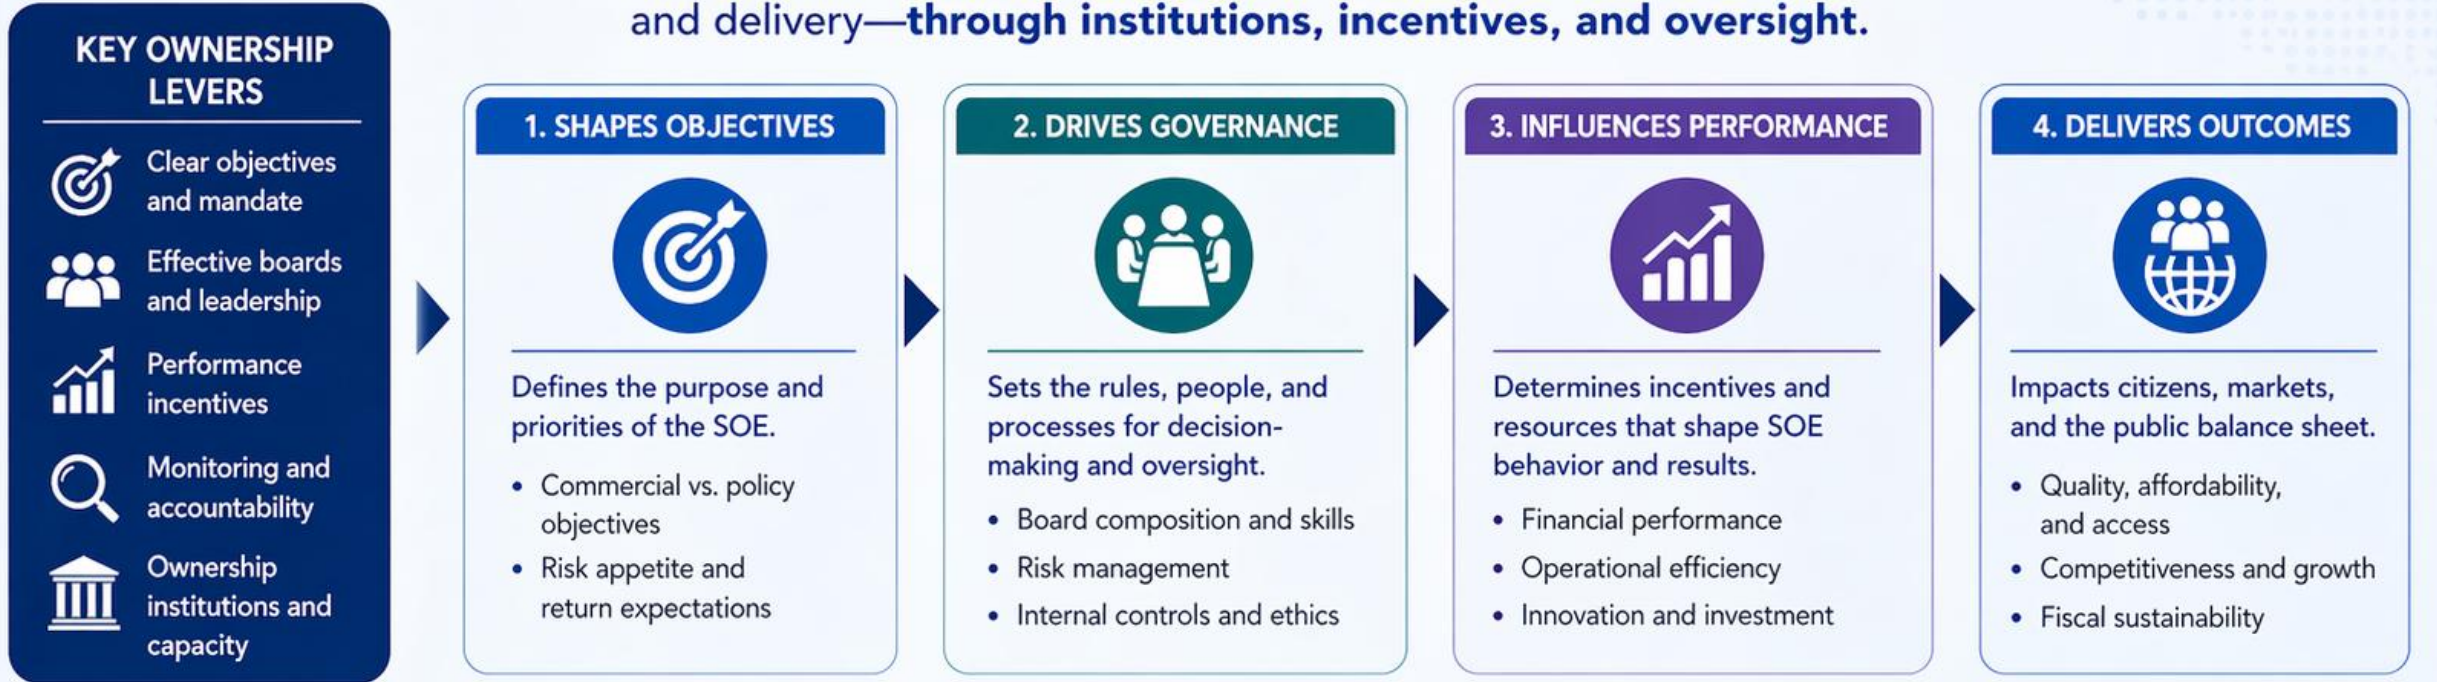 and delivery—through institutions, incentives, and oversight.
KEY OWNERSHIP
LEVERS
Clear objectives
and mandate
Effective boards
and leadership
Performance
incentives
Monitoring and
accountability
Ownership
institutions and
capacity
1. SHAPES OBJECTIVES
Defines the purpose and
priorities of the SOE.
• Commercial vs. policy
objectives
• Risk appetite and
return expectations
2. DRIVES GOVERNANCE
Sets the rules, people, and
processes for decision-
making and oversight.
• Board composition and skills
• Risk management
• Internal controls and ethics
3. INFLUENCES PERFORMANCE
Determines incentives and
resources that shape SOE
behavior and results.
• Financial performance
• Operational efficiency
• Innovation and investment
4. DELIVERS OUTCOMES
Impacts citizens, markets,
and the public balance sheet.
• Quality, affordability,
and access
• Competitiveness and growth
• Fiscal sustainability